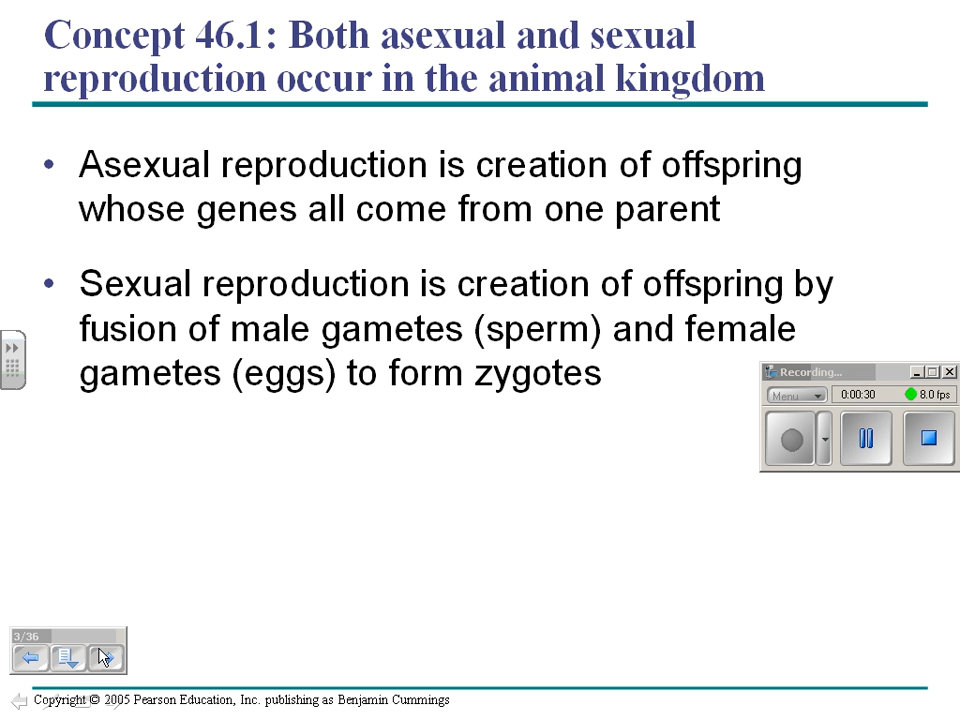 Concept 46.1: Both asexual and sexual
reproduction occur in the animal kingdom
• Asexual reproduction is creation of offspring
whose genes all come from one parent
• Sexual reproduction is creation of offspring by
fusion of male gametes (sperm) and female
gametes (eggs) to form zygotes
Recording...
Menu
0:00:30
8.0 fps
3/36
Copyright © 2005 Pearson Education, Inc. publishing as Benjamin Cummings